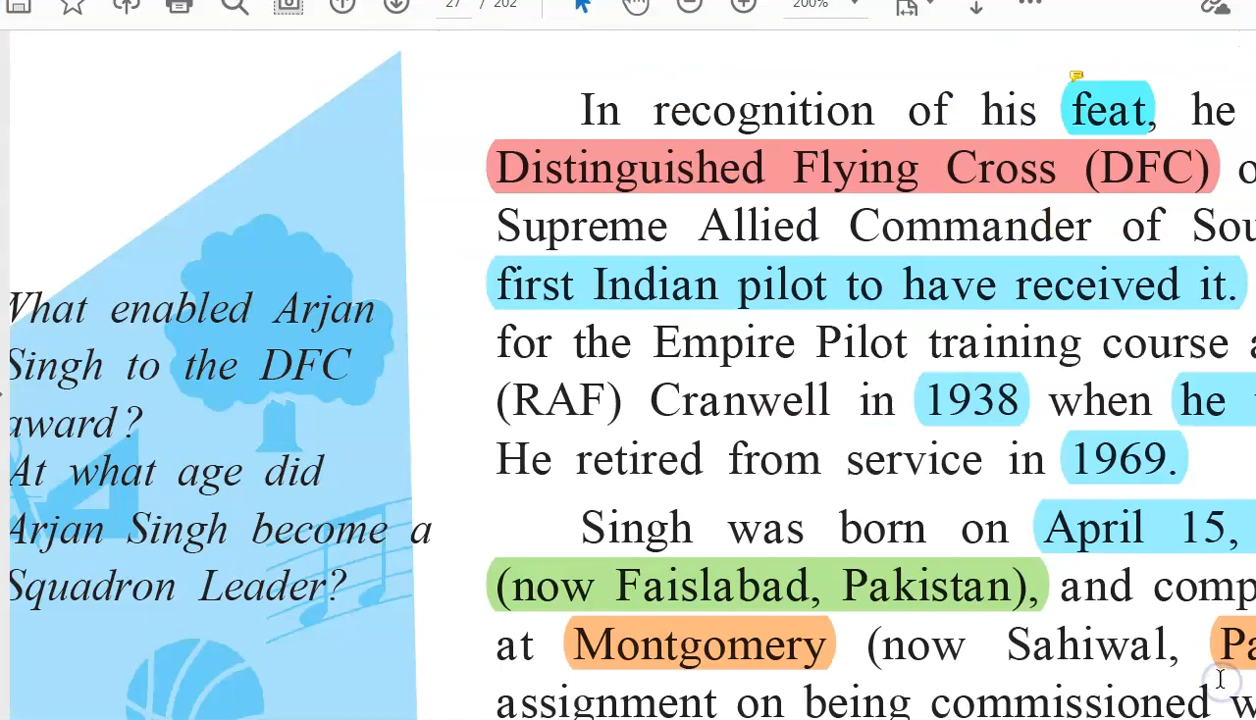 27 / 202
200%
What enabled Arjan
Singh to the DFC
award?
At what age did
Arjan Singh become a
Squadron Leader?
In recognition of his feat, he
Distinguished Flying Cross (DFC)
Supreme Allied Commander of Sou
first Indian pilot to have received it.
for the Empire Pilot training course a
(RAF) Cranwell in 1938 when he
He retired from service in 1969.
Singh was born on April 15,
(now Faislabad, Pakistan), and comp
at Montgomery (now Sahiwal, Pa
assignment on being commissioned w